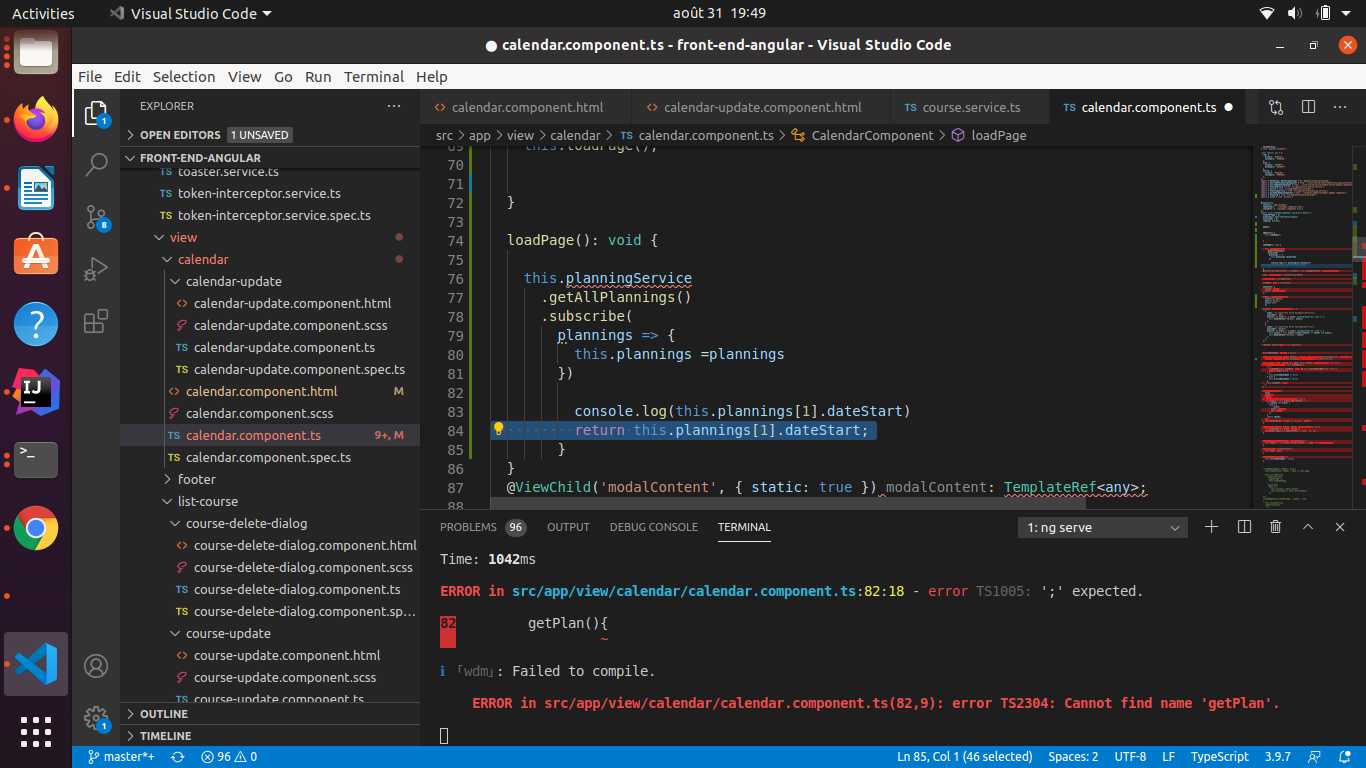 Activities
Visual Studio Code
août 31 19:49
● calendar.component.ts - front-end-angular - Visual Studio Code
File Edit Selection View Go Run Terminal Help
EXPLORER
OPEN EDITORS 1 UNSAVED
FRONT-END-ANGULAR
toaster.service.ts
TS token-interceptor.service.ts
TS token-interceptor.service.spec.ts
view
calendar
calendar-update
calendar-update.component.html
calendar-update.component.scss
TS calendar-update.component.ts
TS calendar-update.component.spec.ts
calendar.component.html M
calendar.component.scss
TS calendar.component.ts 9+, M
TS calendar.component.spec.ts
footer
list-course
course-delete-dialog
course-delete-dialog.component.html
course-delete-dialog.component.scss
TS course-delete-dialog.component.ts
TS course-delete-dialog.component.sp...
course-update
course-update.component.html
course-update.component.scss
TS course-update.component.ts
OUTLINE
TIMELINE
1
8
1
>_
IJ
<> calendar.component.html
<> calendar-update.component.html
TS course.service.ts
TS calendar.component.ts ●
src > app > view > calendar > TS calendar.component.ts > CalendarComponent > loadPage
69 this.loadPage();
70
71
72 }
73
74 loadPage(): void {
75
76 this.planningService
77 .getAllPlannings()
78 .subscribe(
79 plannings => {
80 this.plannings =plannings
81 })
82
83 console.log(this.plannings[1].dateStart)
84 return this.plannings[1].dateStart;
85 }
86 }
87 @ViewChild('modalContent', { static: true }) modalContent: TemplateRef<any>;
88
PROBLEMS 96 OUTPUT DEBUG CONSOLE TERMINAL
1: ng serve
Time: 1042ms
ERROR in src/app/view/calendar/calendar.component.ts:82:18 - error TS1005: ';' expected.
82 getPlan(){
~
ℹ ｢wdm｣: Failed to compile.
ERROR in src/app/view/calendar/calendar.component.ts(82,9): error TS2304: Cannot find name 'getPlan'.
master*+ 96 0
Ln 85, Col 1 (46 selected) Spaces: 2 UTF-8 LF TypeScript 3.9.7